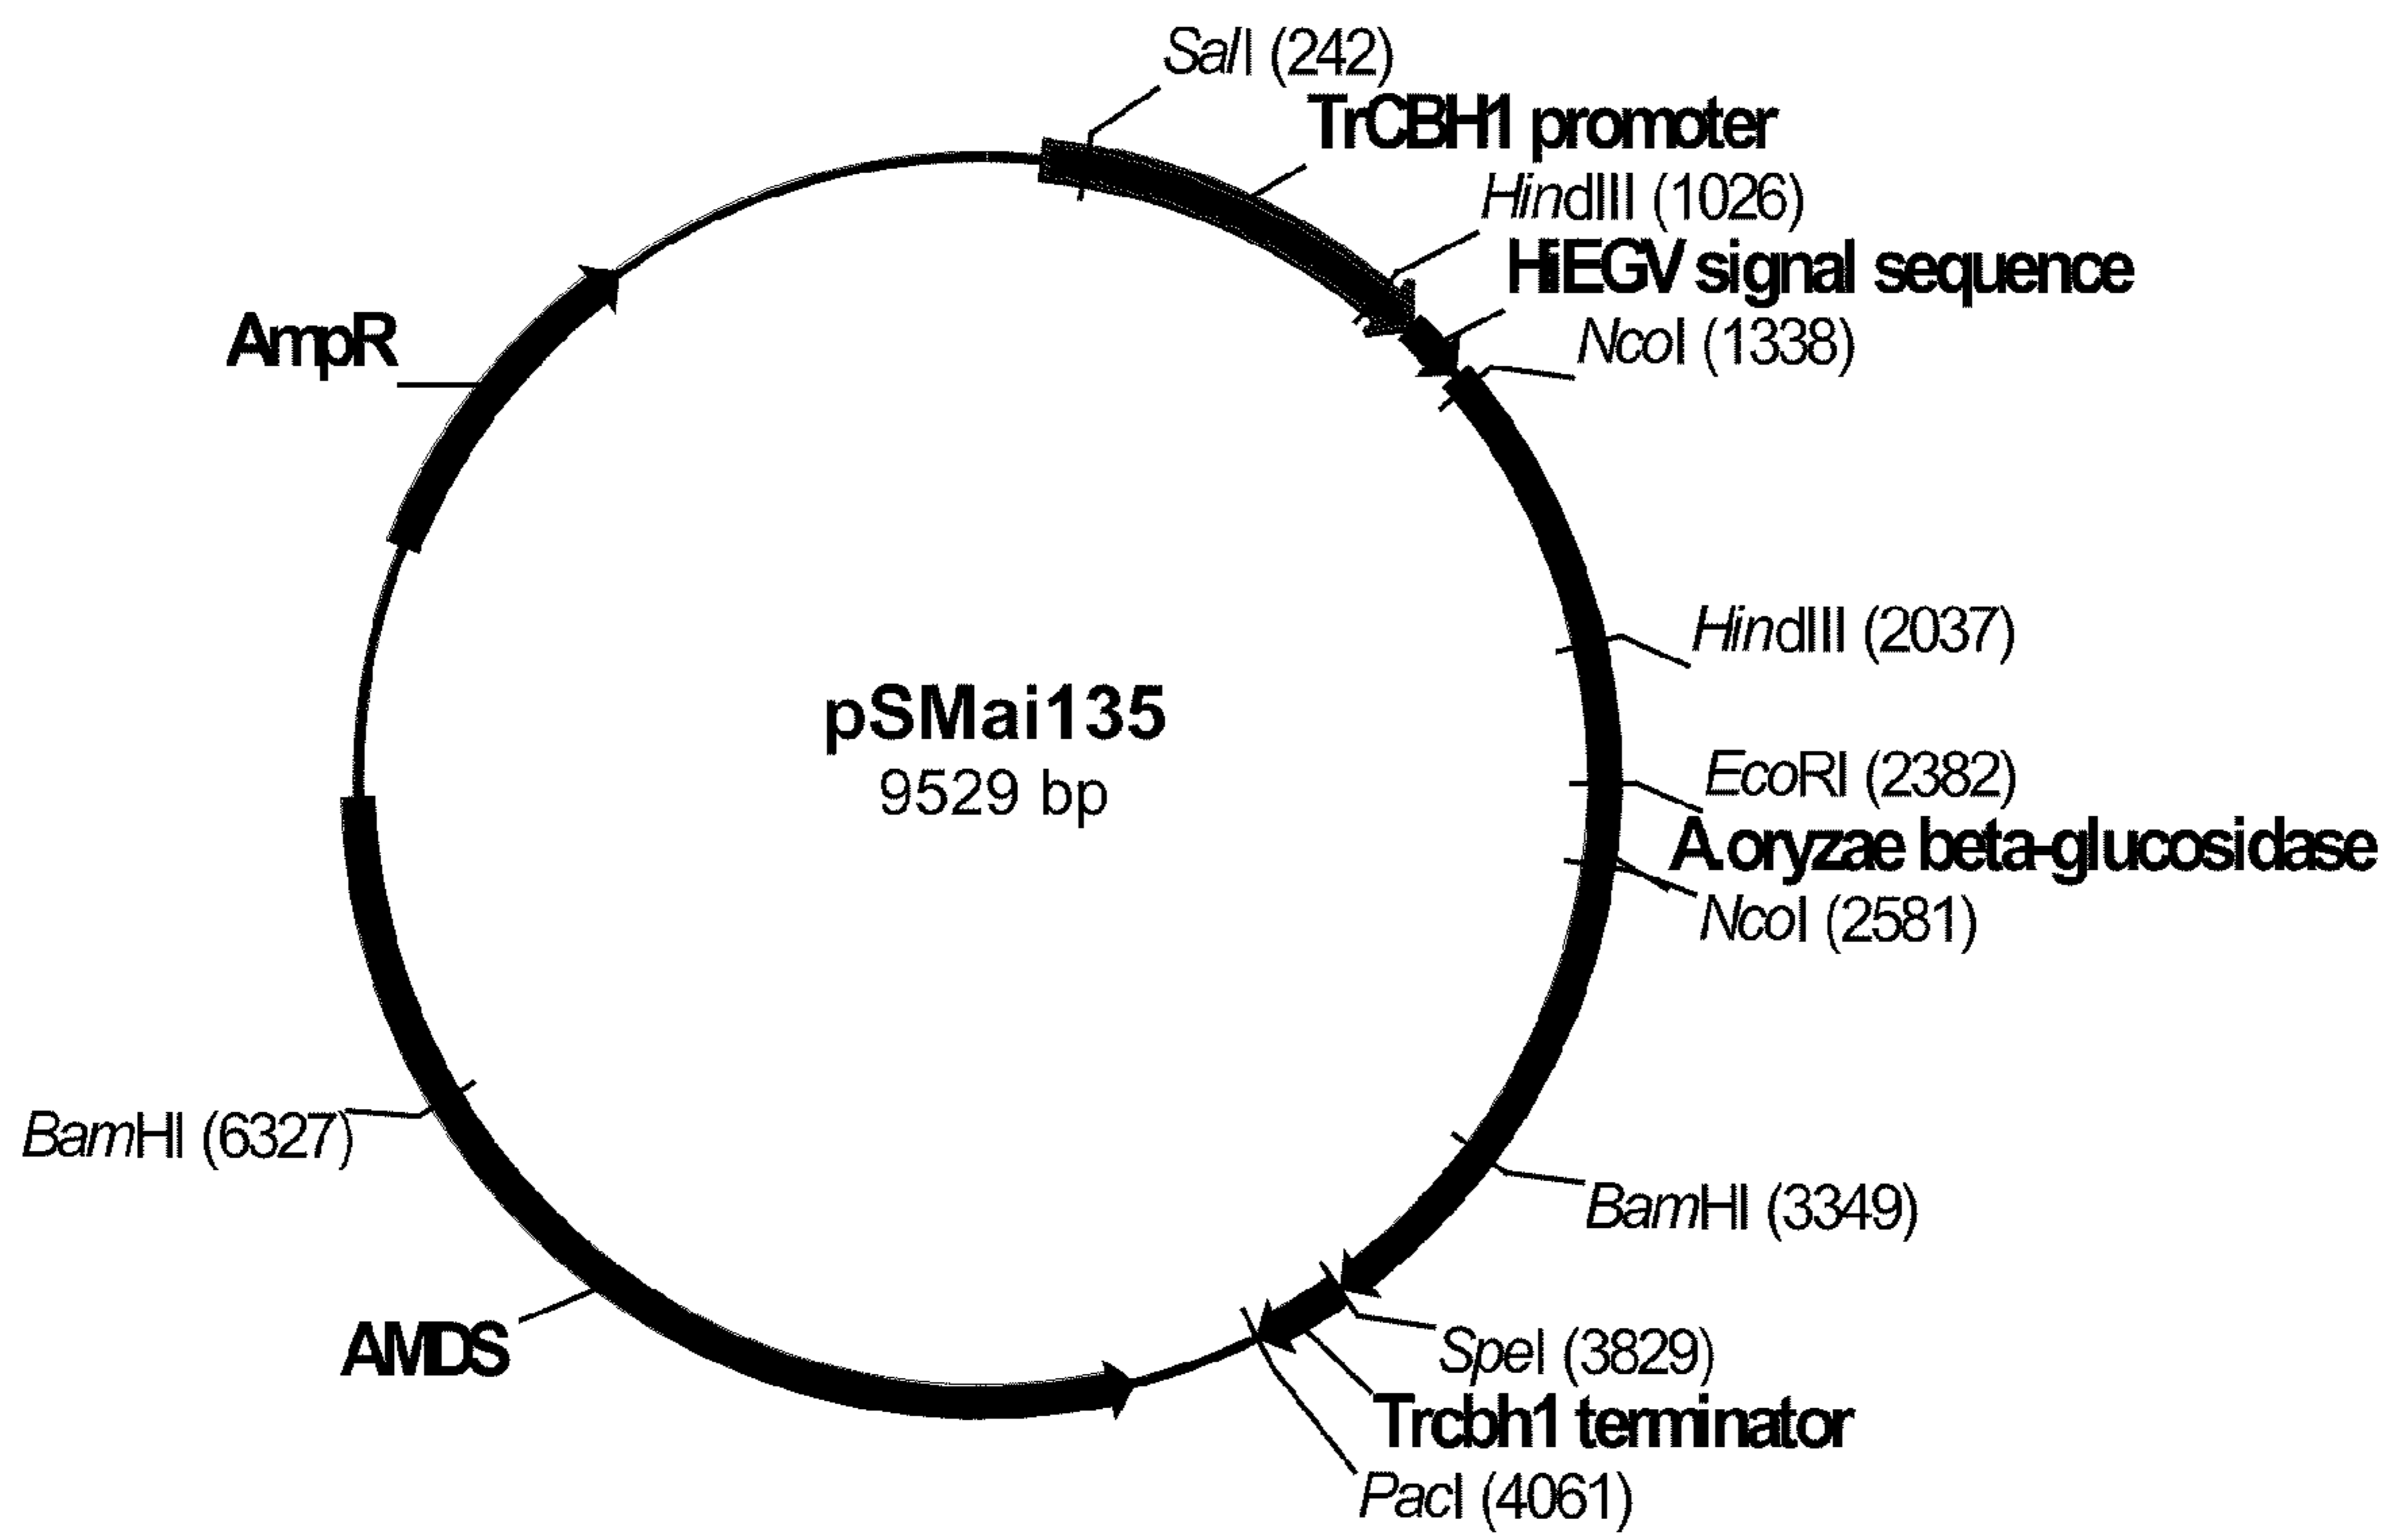 SalI (242)
TrCBH1 promoter
HindIII (1026)
HiEGV signal sequence
NcoI (1338)
AmpR
HindIII (2037)
pSMai135
9529 bp
EcoRI (2382)
A.oryzae beta-glucosidase
NcoI (2581)
BamHI (6327)
BamHI (3349)
AMDS
SpeI (3829)
Trcbh1 terminator
PacI (4061)